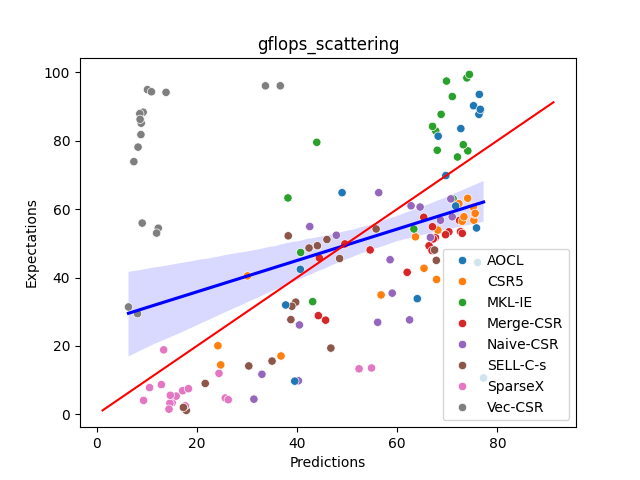 gflops_scattering
Expectations
100
80
60
40
20
0
0 20 40 60 80
Predictions
AOCL
CSR5
MKL-IE
Merge-CSR
Naive-CSR
SELL-C-s
SparseX
Vec-CSR